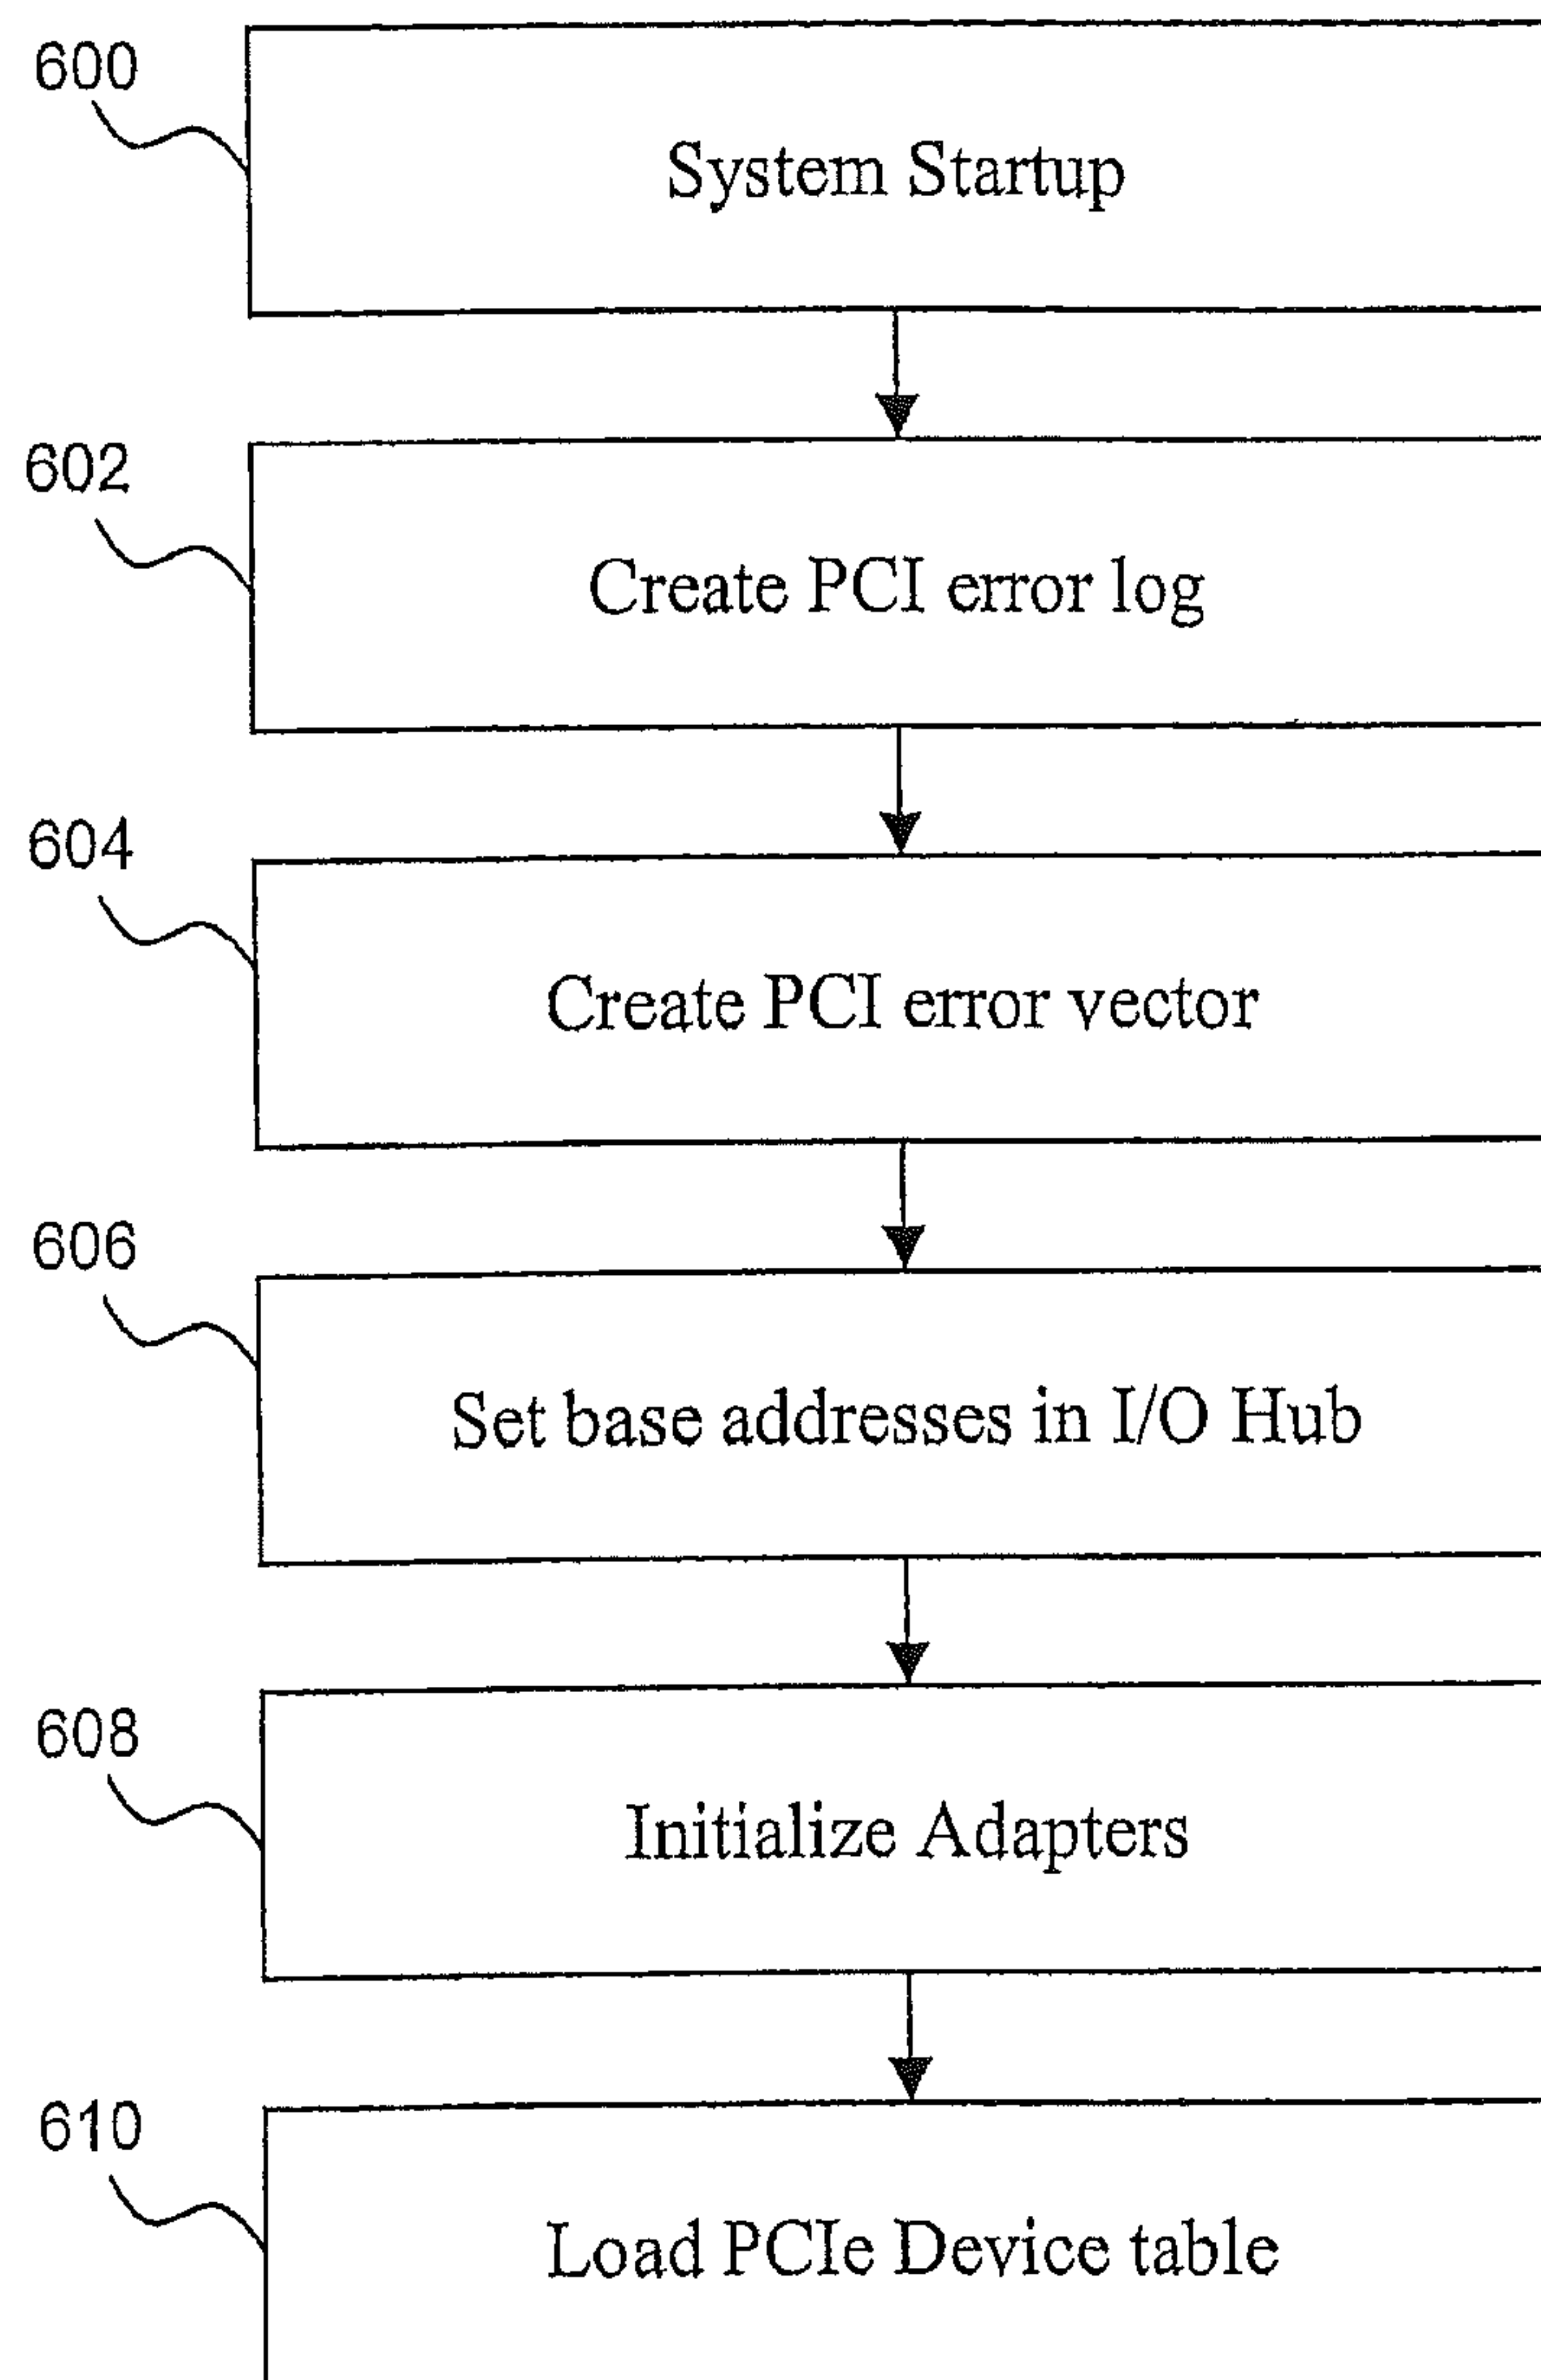 600
System Startup
602
Create PCI error log
604
Create PCI error vector
606
Set base addresses in I/O Hub
608
Initialize Adapters
610
Load PCIe Device table